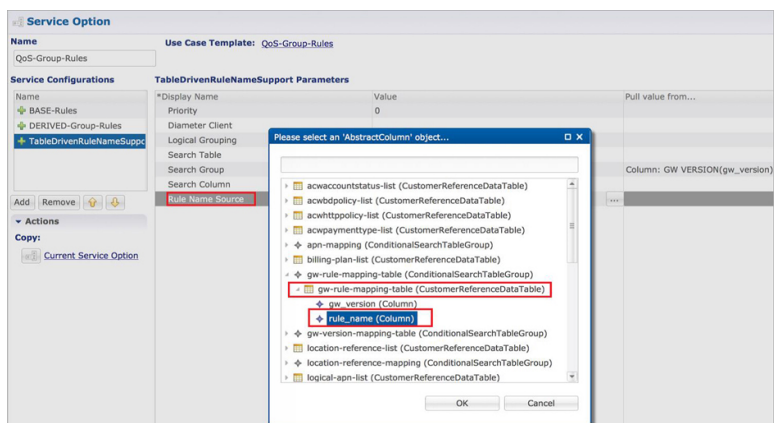 Service Option
Name
Use Case Template: QoS-Group-Rules
QoS-Group-Rules
Service Configurations
TableDrivenRuleNameSupport Parameters
Name
*Display Name
Value
Pull value from...
BASE-Rules
Priority
0
DERIVED-Group-Rules
Diameter Client
TableDrivenRuleNameSuppo
Logical Grouping
Please select an 'AbstractColumn' object...
Search Table
Search Group
Column: GW VERSION(gw_version)
Search Column
Add
Remove
Rule Name Source
...
Actions
Copy:
Current Service Option
acwaccountstatus-list (CustomerReferenceDataTable)
acwbdpolicy-list (CustomerReferenceDataTable)
acwhttppolicy-list (CustomerReferenceDataTable)
acwpaymenttype-list (CustomerReferenceDataTable)
apn-mapping (ConditionalSearchTableGroup)
billing-plan-list (CustomerReferenceDataTable)
gw-rule-mapping-table (ConditionalSearchTableGroup)
gw-rule-mapping-table (CustomerReferenceDataTable)
gw_version (Column)
rule_name (Column)
gw-version-mapping-table (ConditionalSearchTableGroup)
location-reference-list (CustomerReferenceDataTable)
location-reference-mapping (ConditionalSearchTableGroup)
logical-apn-list (CustomerReferenceDataTable)
OK
Cancel